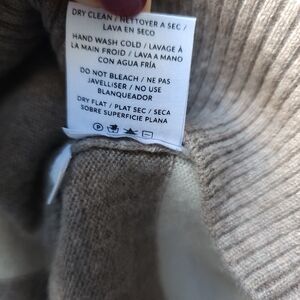 DRY CLEAN / NETTOYER A SEC /
LAVA EN SECO
HAND WASH COLD / LAVAGE À
LA MAIN FROID / LAVA A MANO
CON AGUA FRÍA
DO NOT BLEACH / NE PAS
JAVELLISER / NO USE
BLANQUEADOR
DRY FLAT / PLAT SEC / SECA
SOBRE SUPERFICIE PLANA